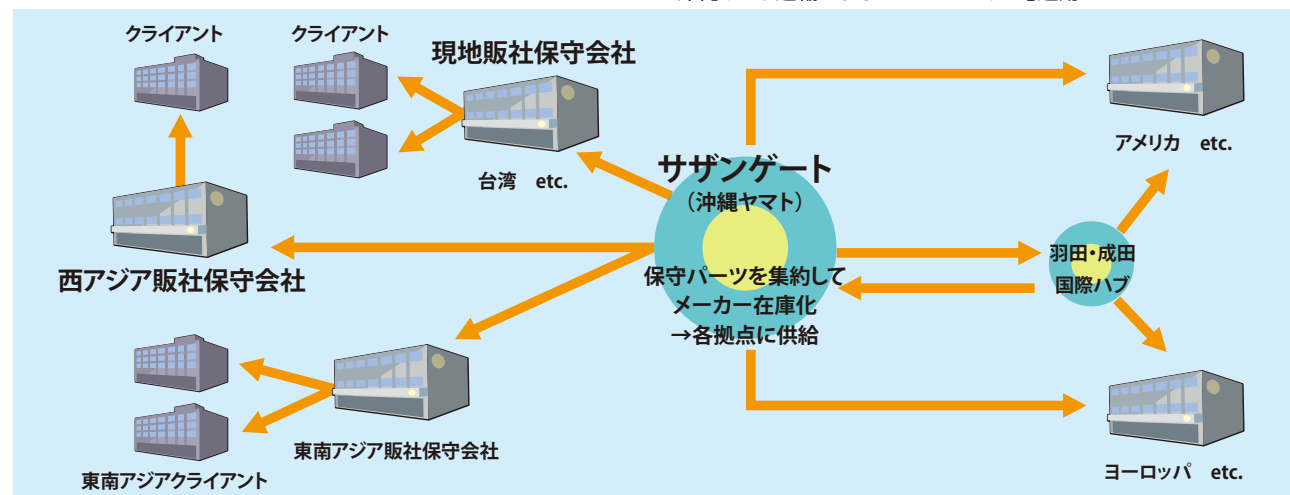 クライアント
クライアント
現地販社保守会社
台湾 etc.
西アジア販社保守会社
サザンゲート
（沖縄ヤマト）
保守パーツを集約して
メーカー在庫化
→各拠点に供給
アメリカ etc.
羽田・成田
国際ハブ
東南アジア販社保守会社
東南アジアクライアント
ヨーロッパ etc.